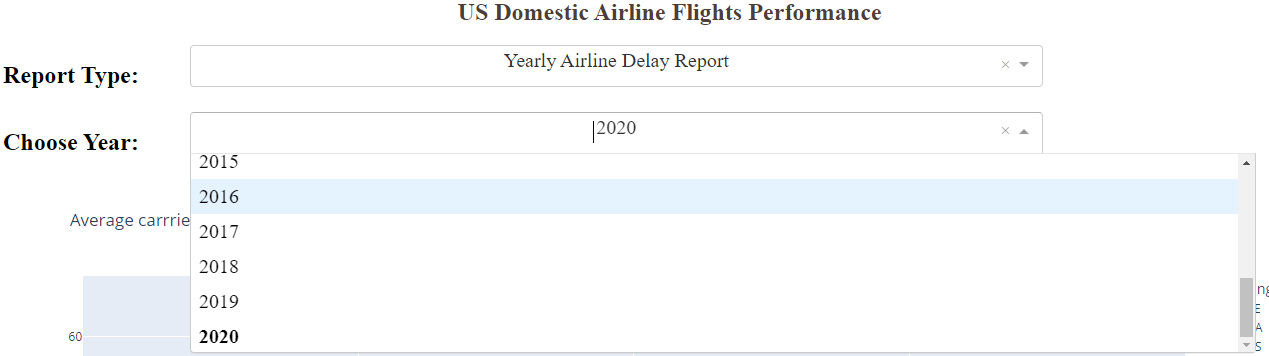 US Domestic Airline Flights Performance
Report Type:
Yearly Airline Delay Report
×
Choose Year:
2020
×
2015
2016
Average carrrie
2017
2018
2019
2020
60
E
A
S